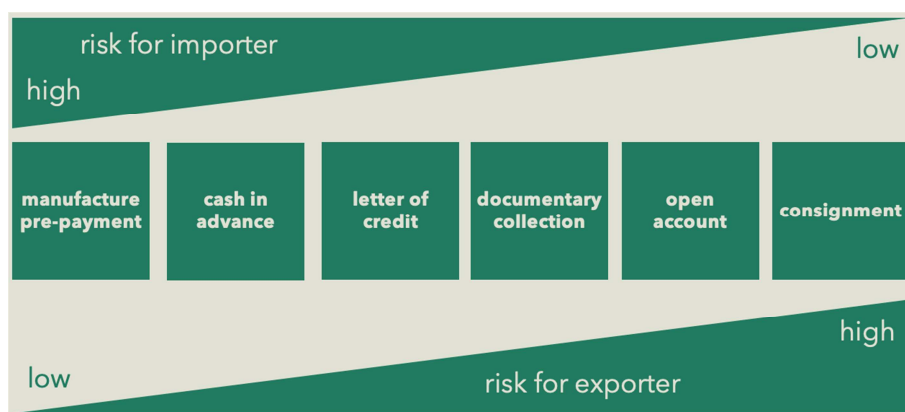 risk for importer
low
high
manufacture
pre-payment
cash in
advance
letter of
credit
documentary
collection
open
account
consignment
high
low
risk for exporter